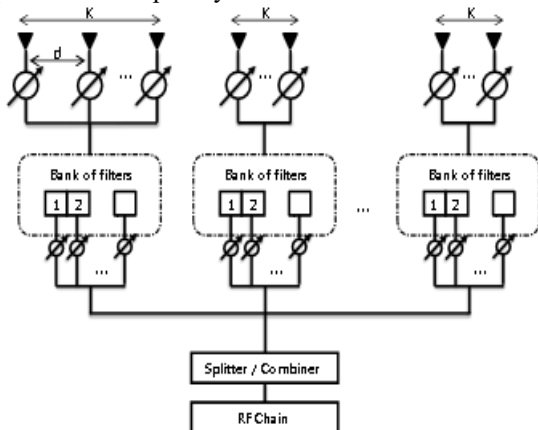 K K K
d
... ... ...
Bank of filters Bank of filters Bank of filters
1 2 1 2 ... 1 2
... ... ...
Splitter / Combiner
RF Chain